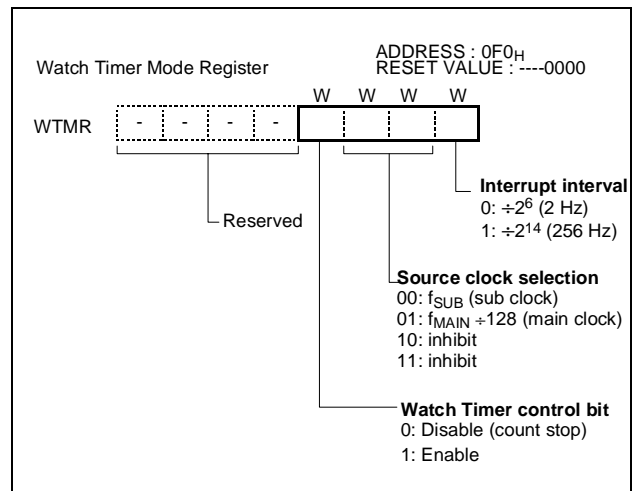 Watch Timer Mode Register
ADDRESS : 0F0H
RESET VALUE : ----0000
W W W W
WTMR - - - -
Reserved
Interrupt interval
0: ÷2⁶ (2 Hz)
1: ÷2¹⁴ (256 Hz)
Source clock selection
00: fSUB (sub clock)
01: fMAIN ÷128 (main clock)
10: inhibit
11: inhibit
Watch Timer control bit
0: Disable (count stop)
1: Enable